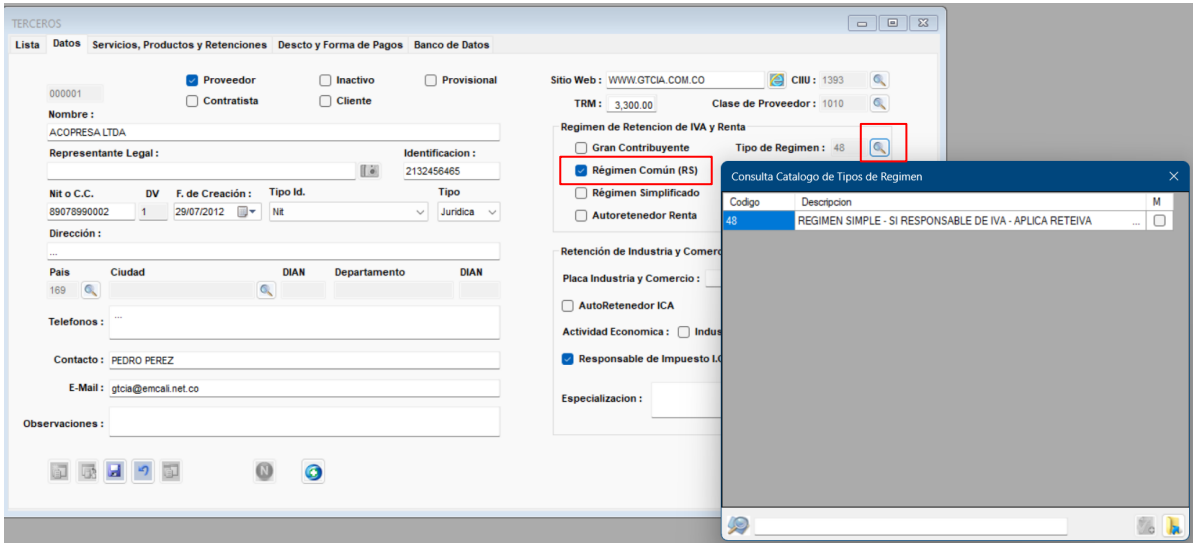 TERCEROS
Lista Datos Servicios, Productos y Retenciones Descto y Forma de Pagos Banco de Datos
000001
Proveedor Inactivo Provisional
Contratista Cliente
Nombre :
ACOPRESA LTDA
Representante Legal : Identificacion :
2132456465
Nit o C.C. DV F. de Creación : Tipo Id. Tipo
89078990002 1 29/07/2012 Nit Juridica
Dirección :
...
Pais Ciudad DIAN Departamento DIAN
169
Telefonos : ...
Contacto : PEDRO PEREZ
E-Mail : gtcia@emcali.net.co
Observaciones :
N
Sitio Web : WWW.GTCIA.COM.CO CIIU : 1393
TRM : 3,300.00 Clase de Proveedor : 1010
Regimen de Retencion de IVA y Renta
Gran Contribuyente Tipo de Regimen : 48
Règimen Común (RS)
Règimen Simplificado
Autoretenedor Renta
Retención de Industria y Comerc
Placa Industria y Comercio :
AutoRetenedor ICA
Actividad Economica : Indus
Responsable de Impuesto I.C
Especializacion :
Consulta Catalogo de Tipos de Regimen
Codigo Descripcion M
48 REGIMEN SIMPLE - SI RESPONSABLE DE IVA - APLICA RETEIVA ...